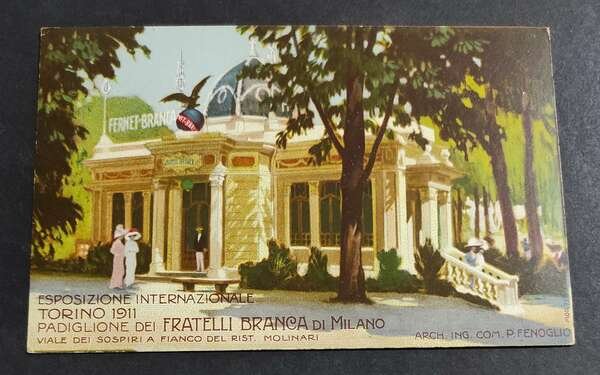 FERNET-BRANCA
ESPOSIZIONE INTERNAZIONALE
TORINO 1911
PADIGLIONE DEI FRATELLI BRANCA DI MILANO
VIALE DEI SOSPIRI A FIANCO DEL RIST. MOLINARI
ARCH. ING. COM. P. FENOGLIO